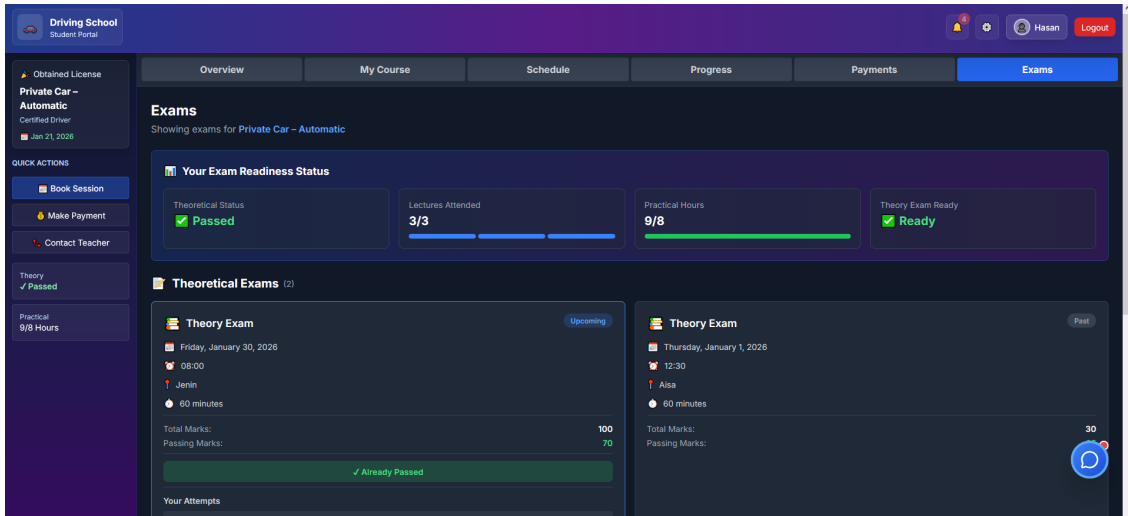 Driving School
Student Portal
4
Hasan
Logout
Obtained License
Private Car –
Automatic
Certified Driver
Jan 21, 2026
QUICK ACTIONS
Book Session
Make Payment
Contact Teacher
Theory
✓ Passed
Practical
9/8 Hours
Overview
My Course
Schedule
Progress
Payments
Exams
Exams
Showing exams for Private Car – Automatic
Your Exam Readiness Status
Theoretical Status
Passed
Lectures Attended
3/3
Practical Hours
9/8
Theory Exam Ready
Ready
Theoretical Exams (2)
Theory Exam
Upcoming
Friday, January 30, 2026
08:00
Jenin
60 minutes
Total Marks: 100
Passing Marks: 70
✓ Already Passed
Your Attempts
Theory Exam
Past
Thursday, January 1, 2026
12:30
Aisa
60 minutes
Total Marks: 30
Passing Marks: